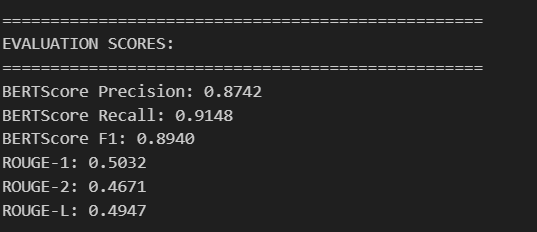 ==================================================
EVALUATION SCORES:
==================================================
BERTScore Precision: 0.8742
BERTScore Recall: 0.9148
BERTScore F1: 0.8940
ROUGE-1: 0.5032
ROUGE-2: 0.4671
ROUGE-L: 0.4947